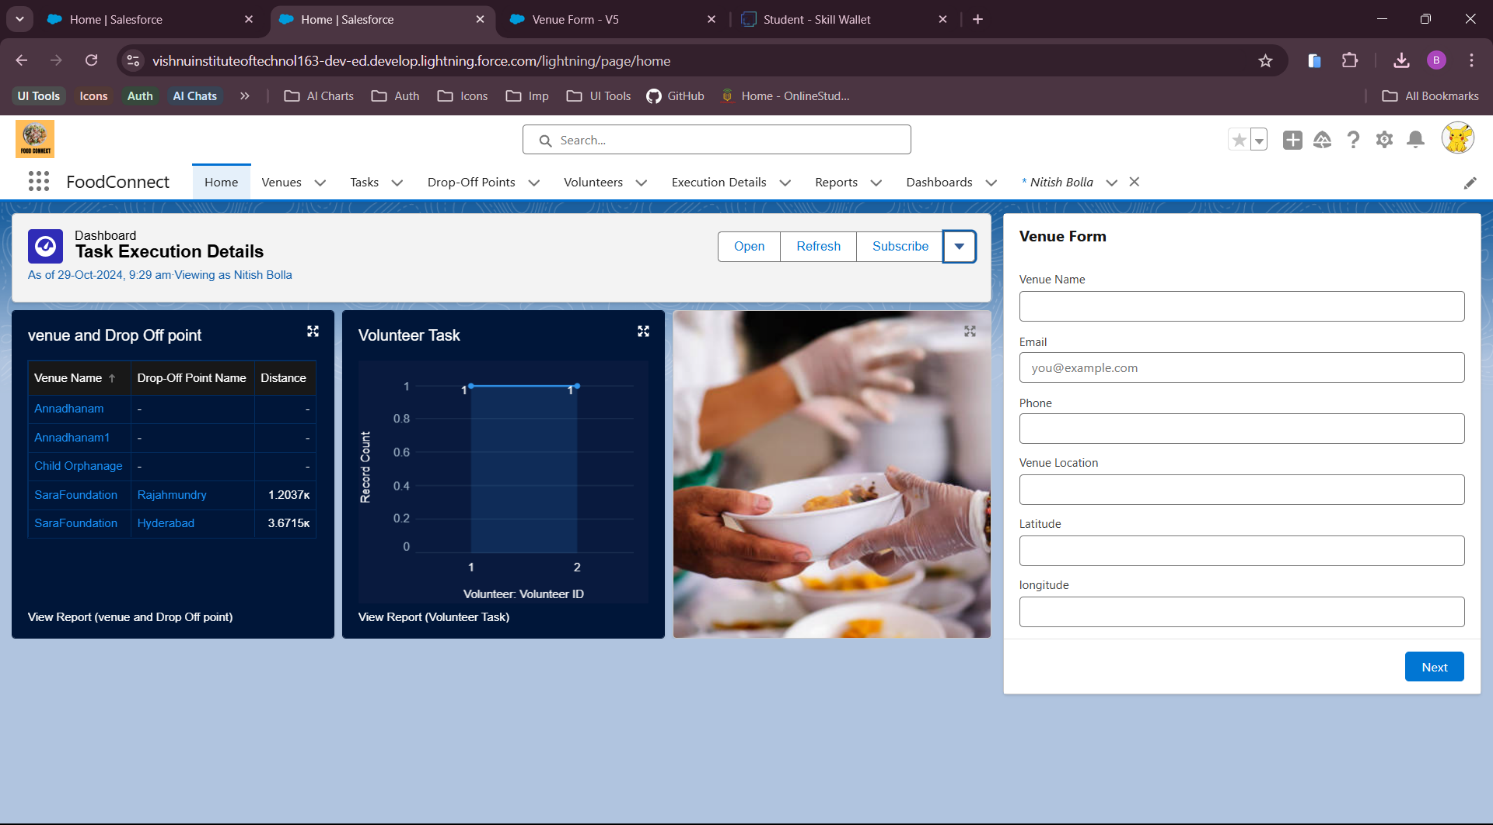 Home | Salesforce
Home | Salesforce
Venue Form - V5
Student - Skill Wallet
vishnuinstituteoftechnol163-dev-ed.develop.lightning.force.com/lightning/page/home
B
UI Tools
Icons
Auth
AI Chats
AI Charts
Auth
Icons
Imp
UI Tools
GitHub
Home - OnlineStud...
All Bookmarks
FOOD CONNECT
Search...
FoodConnect
Home
Venues
Tasks
Drop-Off Points
Volunteers
Execution Details
Reports
Dashboards
* Nitish Bolla
Dashboard
Task Execution Details
As of 29-Oct-2024, 9:29 am·Viewing as Nitish Bolla
Open
Refresh
Subscribe
venue and Drop Off point
Venue Name ↑ Drop-Off Point Name Distance
Annadhanam - -
Annadhanam1 - -
Child Orphanage - -
SaraFoundation Rajahmundry 1.2037K
SaraFoundation Hyderabad 3.6715K
View Report (venue and Drop Off point)
Volunteer Task
Record Count
1
0.8
0.6
0.4
0.2
0
1
1
1
2
Volunteer: Volunteer ID
View Report (Volunteer Task)
Venue Form
Venue Name
Email
you@example.com
Phone
Venue Location
Latitude
longitude
Next